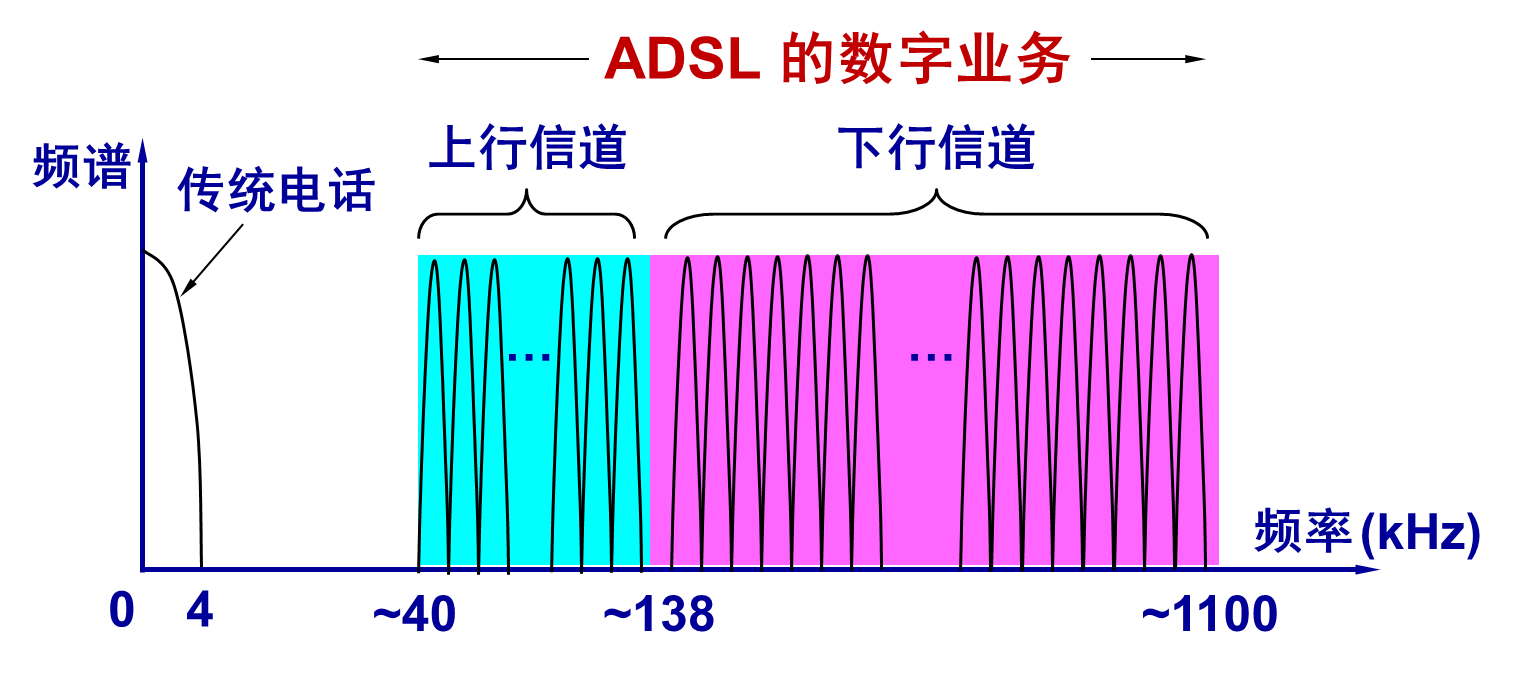 ADSL 的数字业务
上行信道
下行信道
频谱
传统电话
...
...
频率(kHz)
0
4
~40
~138
~1100